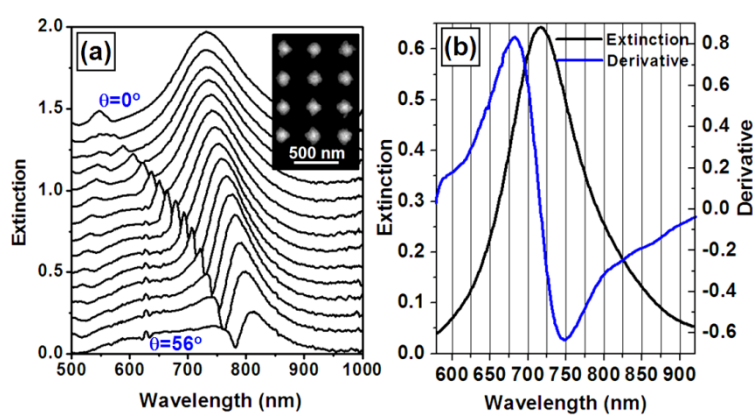 (a)
θ=0°
500 nm
θ=56°
2.0
1.5
1.0
0.5
0.0
Extinction
500 600 700 800 900 1000
Wavelength (nm)
(b)
Extinction
Derivative
0.6
0.5
0.4
0.3
0.2
0.1
0.0
Extinction
0.8
0.6
0.4
0.2
0.0
-0.2
-0.4
-0.6
Derivative
600 650 700 750 800 850 900
Wavelength (nm)